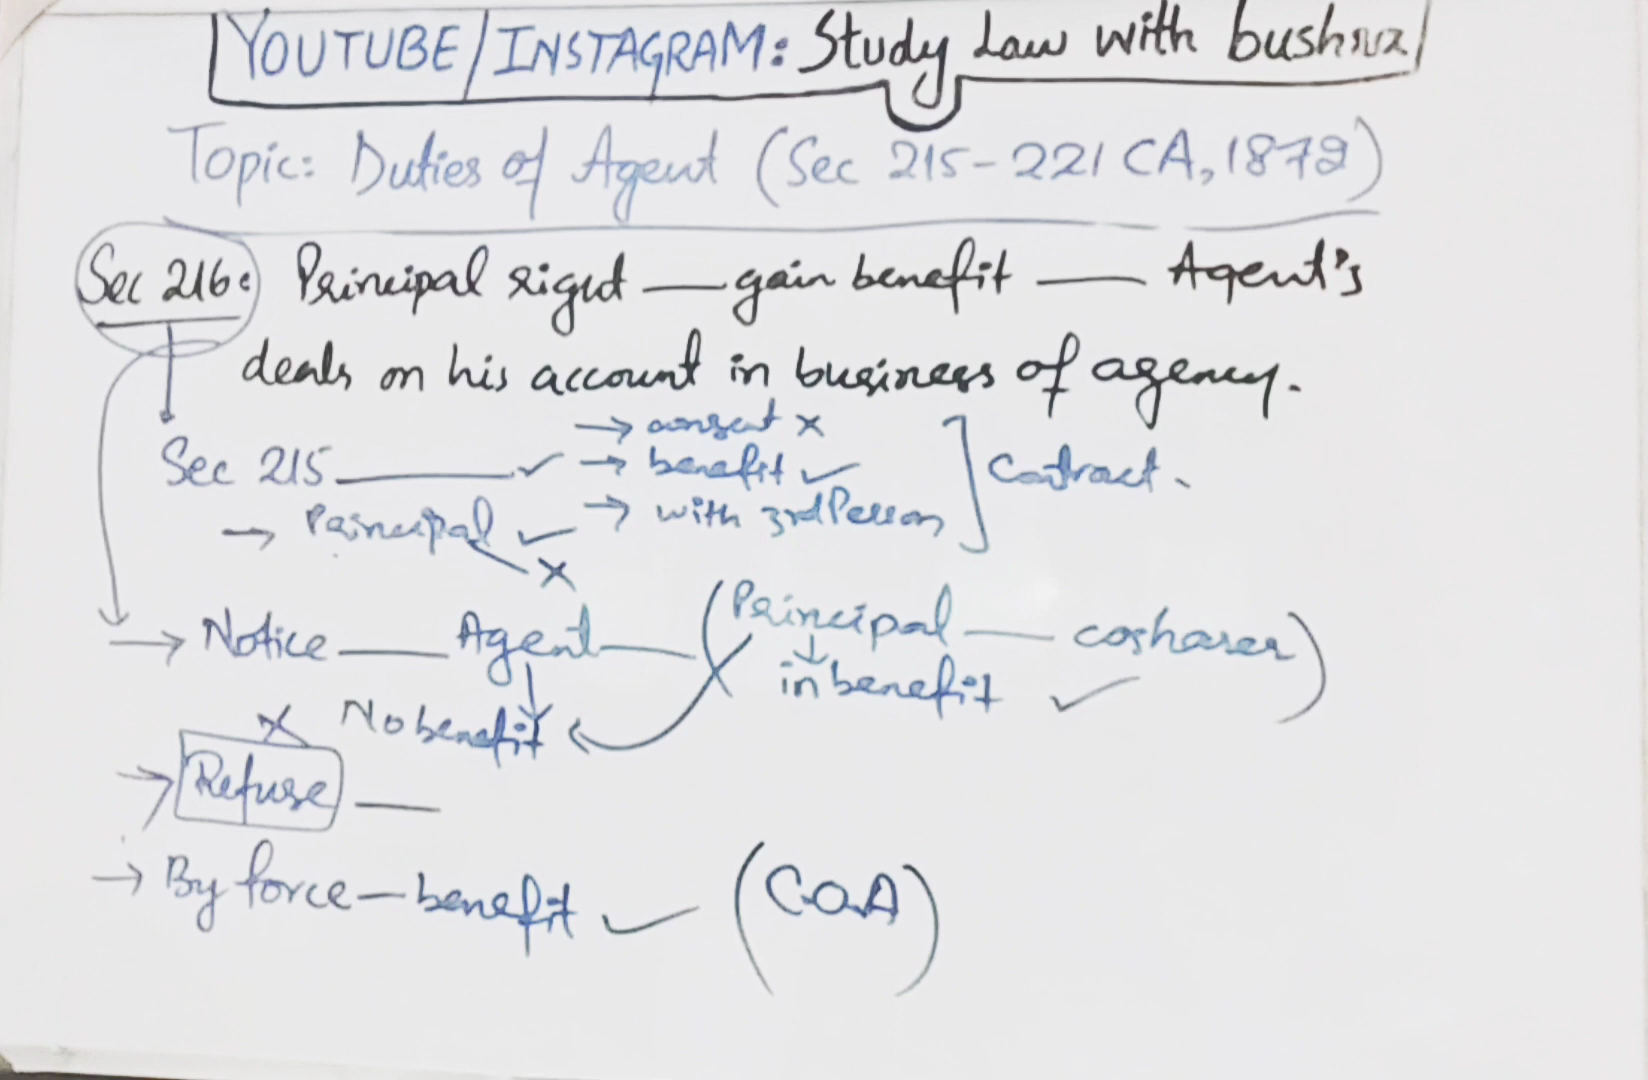 YOUTUBE/INSTAGRAM: Study Law with bushra
Topic: Duties of Agent (Sec 215-221 CA, 1872)
Sec 216: Principal right — gain benefit — Agent's
deals on his account in business of agency.
→ consent ×
Sec 215 — ✓ → benefit ✓ ] Contract.
→ with 3rd Person
→ Principal ✓
×
→ Notice — Agent — (Principal — cosharer)
↓ in benefit ✓
× No benefit
→ Refuse —
→ By force — benefit ✓ (C.O.A)